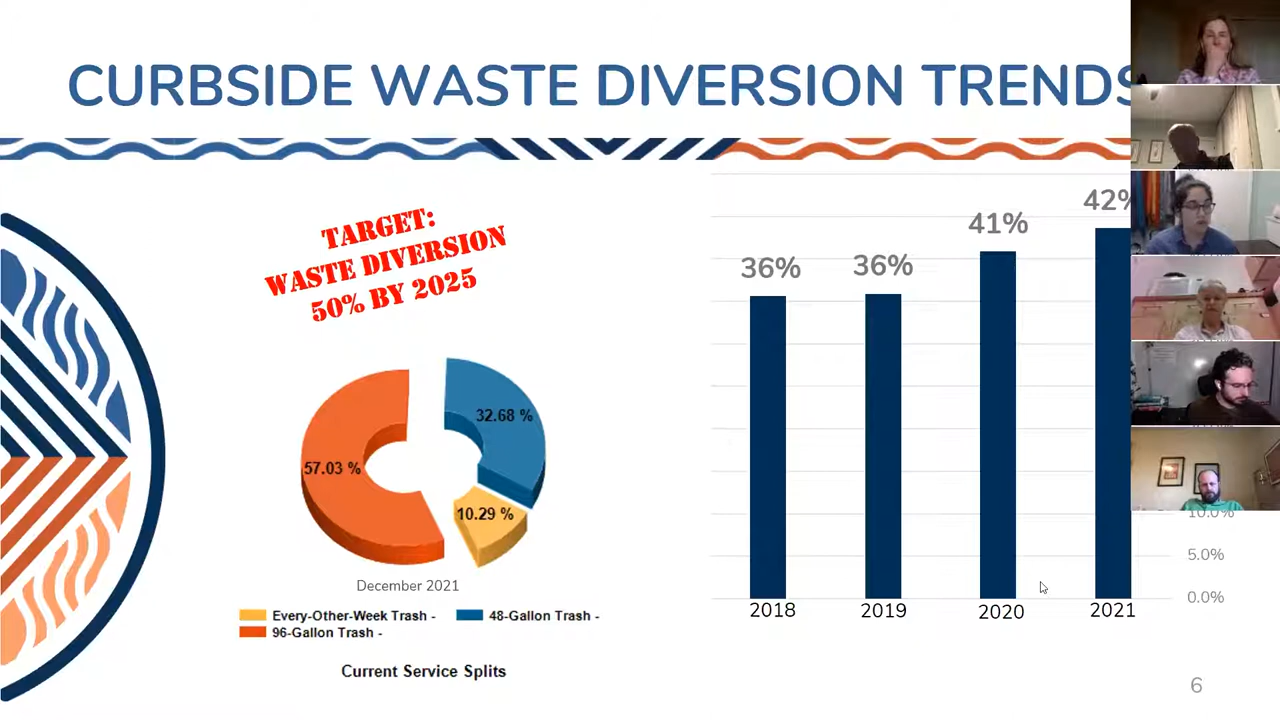 CURBSIDE WASTE DIVERSION TRENDS
TARGET:
WASTE DIVERSION
50% BY 2025
36%
36%
41%
42%
32.68 %
57.03 %
10.29 %
10.0%
5.0%
0.0%
2018
2019
2020
2021
December 2021
Every-Other-Week Trash -
48-Gallon Trash -
96-Gallon Trash -
Current Service Splits
6